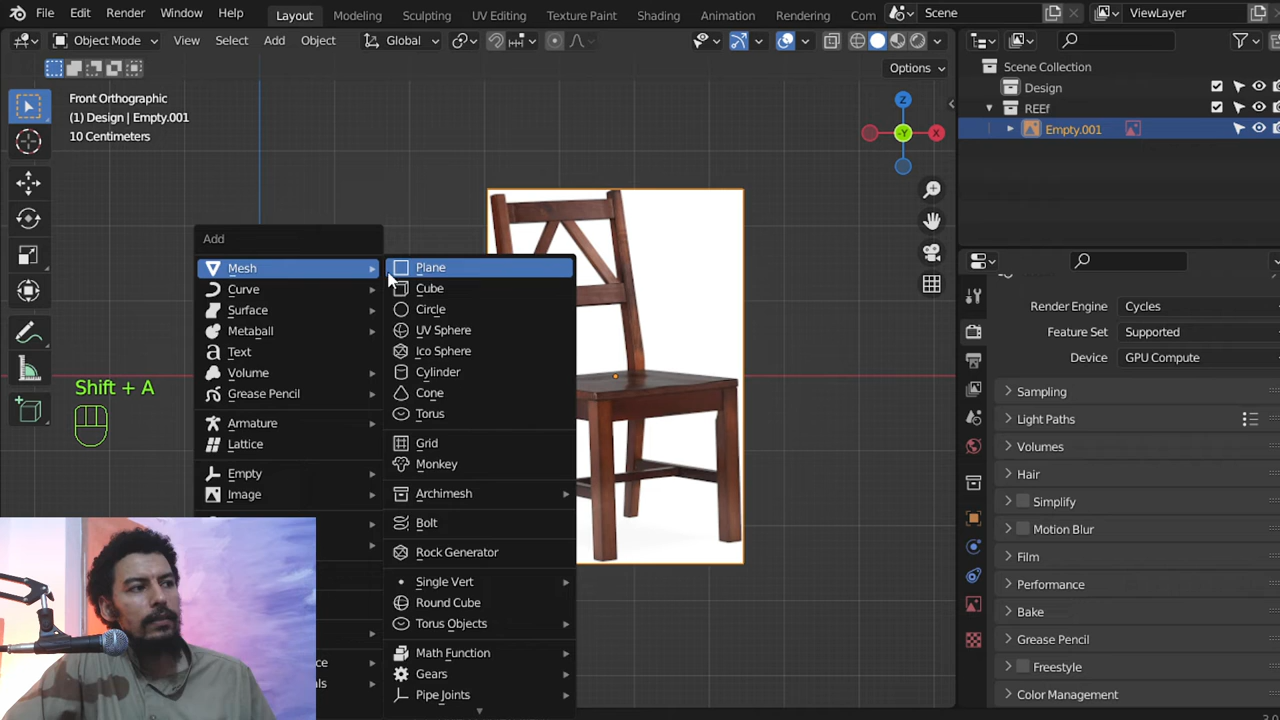 File Edit Render Window Help Layout Modeling Sculpting UV Editing Texture Paint Shading Animation Rendering Com Scene ViewLayer
Object Mode View Select Add Object Global
Options
Front Orthographic
(1) Design | Empty.001
10 Centimeters
Z
-Y
X
Add
Mesh
Curve
Surface
Metaball
Text
Volume
Grease Pencil
Armature
Lattice
Empty
Image
Plane
Cube
Circle
UV Sphere
Ico Sphere
Cylinder
Cone
Torus
Grid
Monkey
Archimesh
Bolt
Rock Generator
Single Vert
Round Cube
Torus Objects
Math Function
Gears
Pipe Joints
Shift + A
Scene Collection
Design
REEf
Empty.001
Render Engine Cycles
Feature Set Supported
Device GPU Compute
Sampling
Light Paths
Volumes
Hair
Simplify
Motion Blur
Film
Performance
Bake
Grease Pencil
Freestyle
Color Management